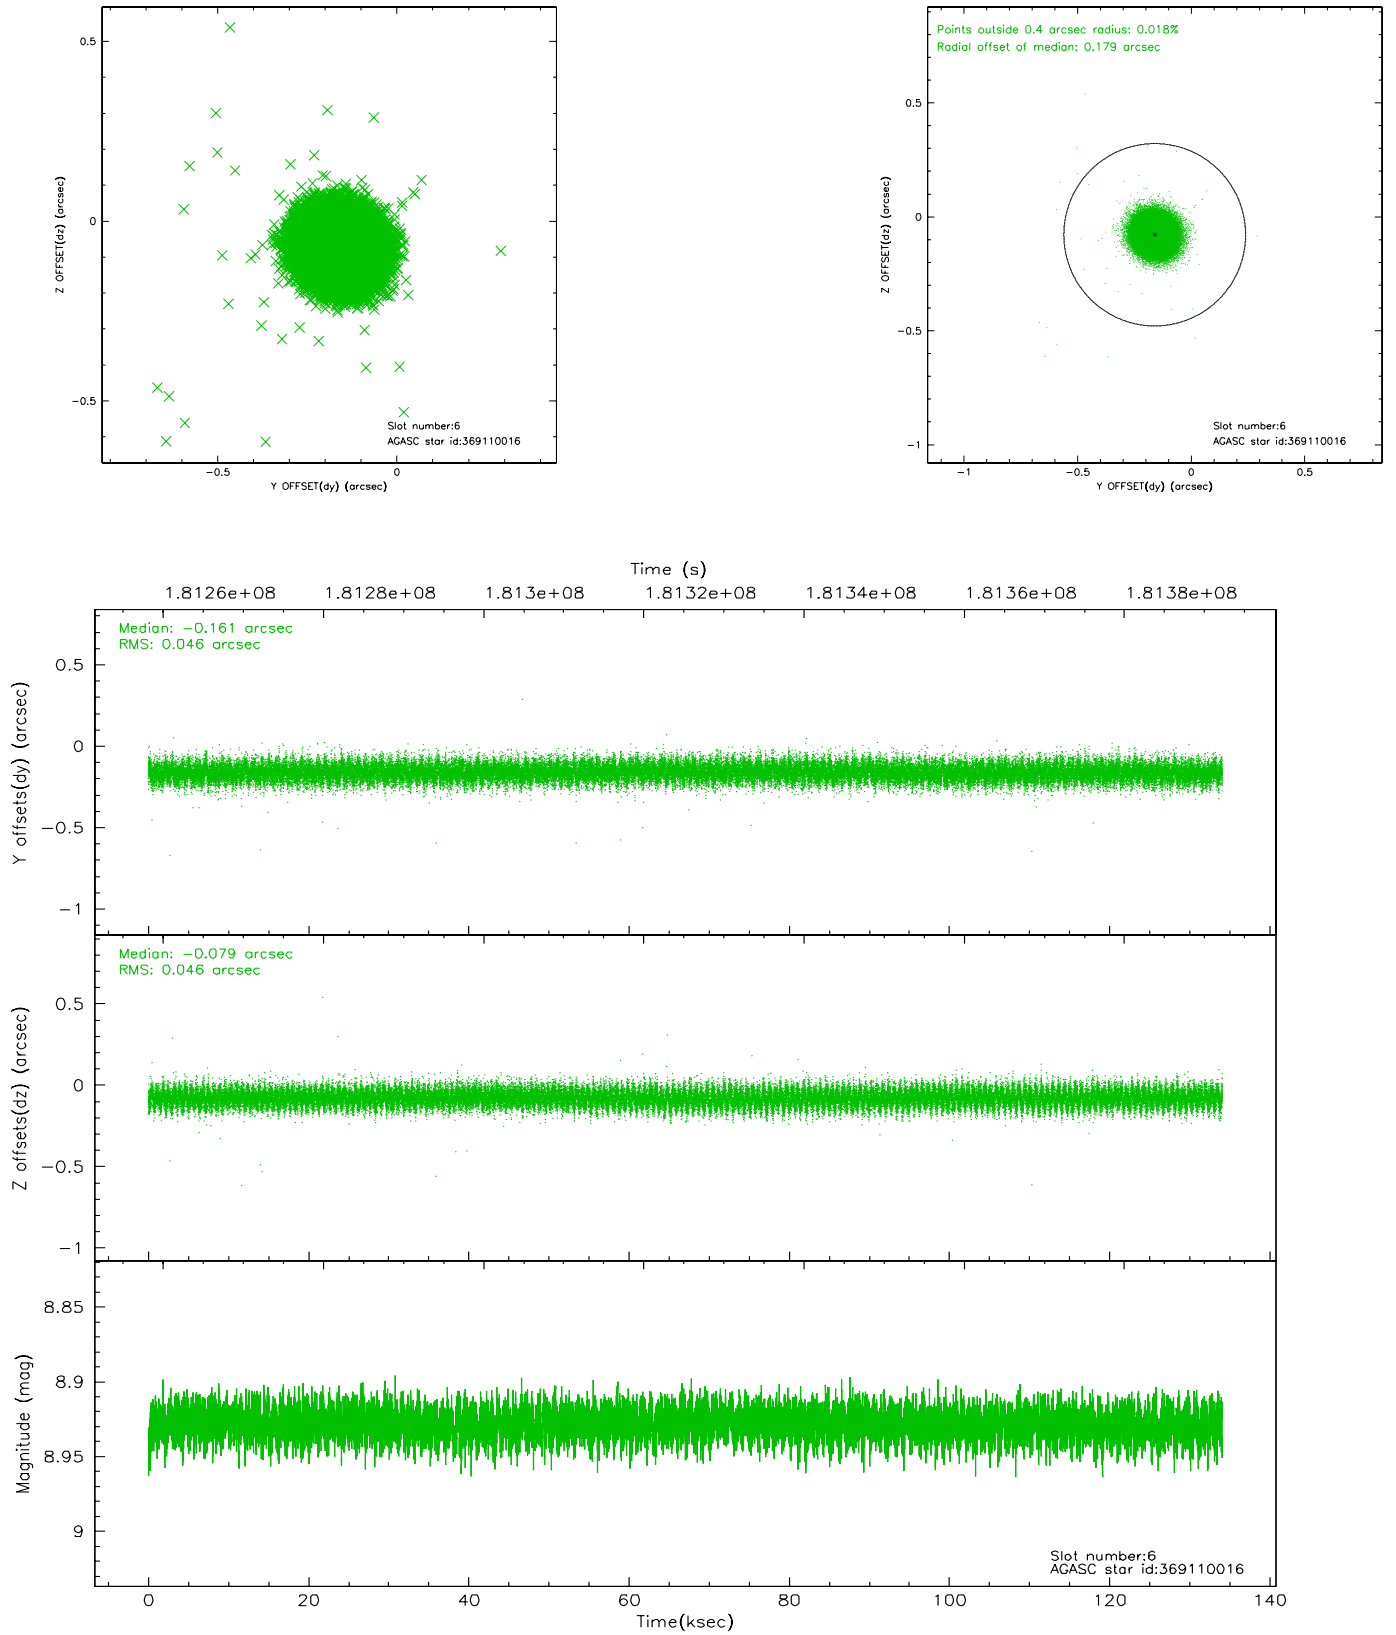 0.5
0
−0.5
Z OFFSET(dz) (arcsec)
−0.5
0
Y OFFSET(dy) (arcsec)
Slot number:6
AGASC star id:369110016
Points outside 0.4 arcsec radius: 0.018%
Radial offset of median: 0.179 arcsec
0.5
0
−0.5
−1
Z OFFSET(dz) (arcsec)
−1
−0.5
0
0.5
Y OFFSET(dy) (arcsec)
Slot number:6
AGASC star id:369110016
Time (s)
1.8126e+08 1.8128e+08 1.813e+08 1.8132e+08 1.8134e+08 1.8136e+08 1.8138e+08
Median: −0.161 arcsec
RMS: 0.046 arcsec
0.5
0
−0.5
−1
Y offsets(dy) (arcsec)
Median: −0.079 arcsec
RMS: 0.046 arcsec
0.5
0
−0.5
−1
Z offsets(dz) (arcsec)
8.85
8.9
8.95
9
Magnitude (mag)
Slot number:6
AGASC star id:369110016
0 20 40 60 80 100 120 140
Time(ksec)